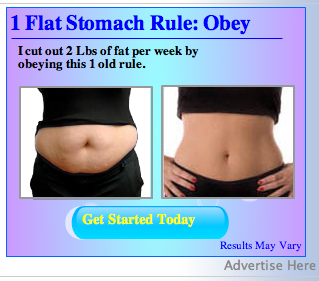 1 Flat Stomach Rule: Obey
I cut out 2 Lbs of fat per week by
obeying this 1 old rule.
Get Started Today
Results May Vary
Advertise Here